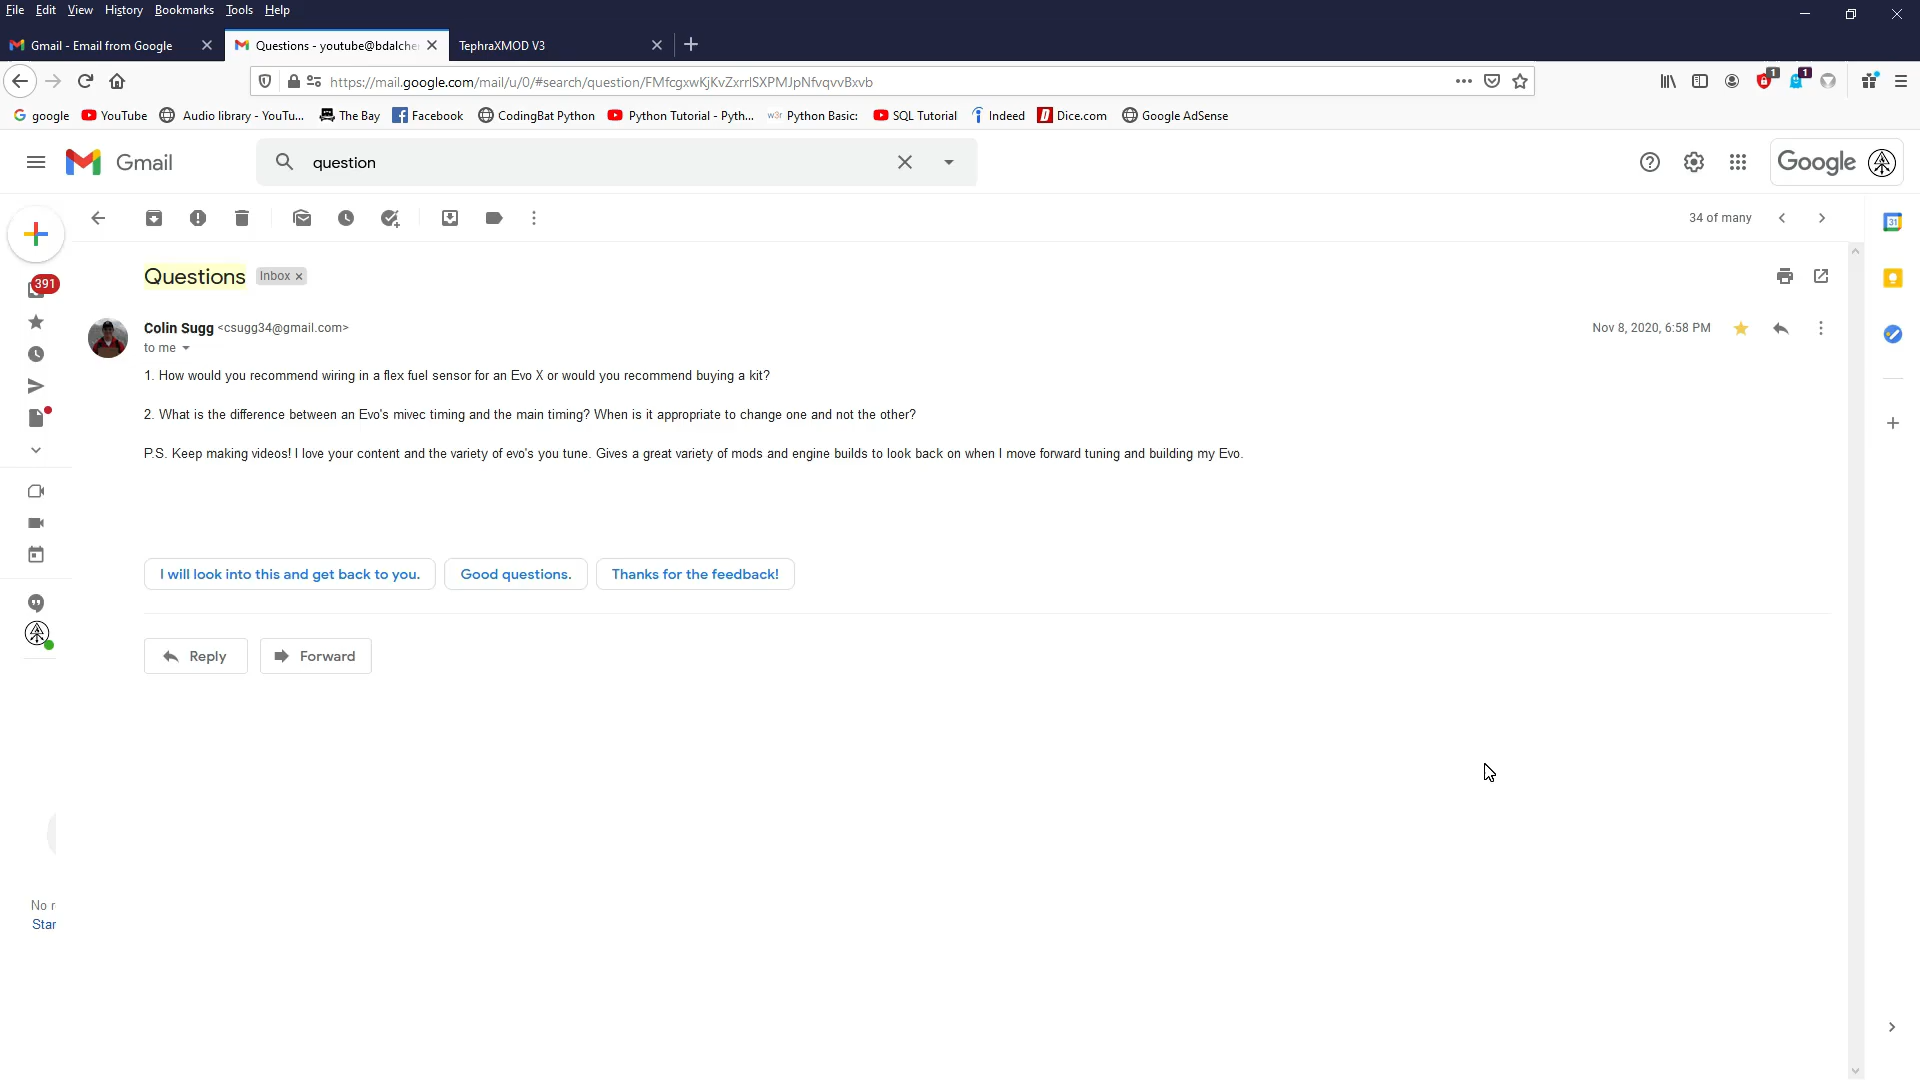 File Edit View History Bookmarks Tools Help
Gmail - Email from Google
Questions - youtube@bdalche
TephraXMOD V3
https://mail.google.com/mail/u/0/#search/question/FMfcgxwKjKvZxrrlSXPMJpNfvqvvBxvb
1 1
google YouTube Audio library - YouTu... The Bay Facebook CodingBat Python Python Tutorial - Pyth... w3r Python Basic: SQL Tutorial Indeed Dice.com Google AdSense
Gmail
question
Google
34 of many
31
391
Questions
Inbox x
Colin Sugg <csugg34@gmail.com>
Nov 8, 2020, 6:58 PM
to me
1. How would you recommend wiring in a flex fuel sensor for an Evo X or would you recommend buying a kit?
2. What is the difference between an Evo's mivec timing and the main timing? When is it appropriate to change one and not the other?
P.S. Keep making videos! I love your content and the variety of evo's you tune. Gives a great variety of mods and engine builds to look back on when I move forward tuning and building my Evo.
I will look into this and get back to you.
Good questions.
Thanks for the feedback!
Reply
Forward
No r
Star